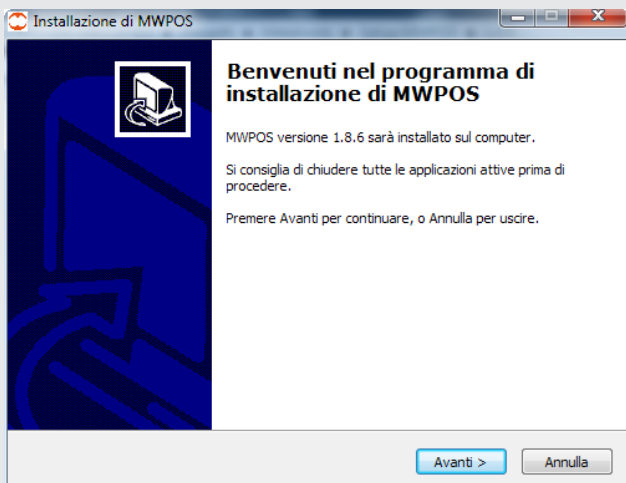 Installazione di MWPOS
Benvenuti nel programma di
installazione di MWPOS
MWPOS versione 1.8.6 sarà installato sul computer.
Si consiglia di chiudere tutte le applicazioni attive prima di
procedere.
Premere Avanti per continuare, o Annulla per uscire.
Avanti >
Annulla